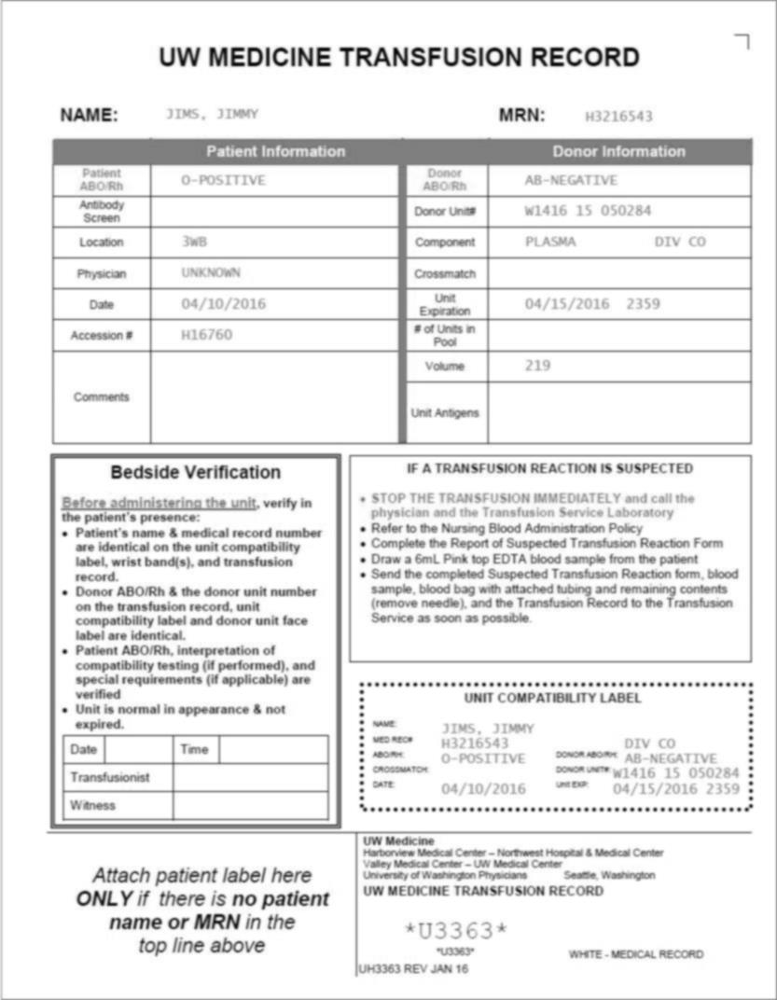 UW MEDICINE TRANSFUSION RECORD
NAME: JIMS, JIMMY MRN: H3216543
Patient Information Donor Information
Patient ABO/Rh O-POSITIVE Donor ABO/Rh AB-NEGATIVE
Antibody Screen Donor Unit# W1416 15 050284
Location 3WB Component PLASMA DIV CO
Physician UNKNOWN Crossmatch
Date 04/10/2016 Unit Expiration 04/15/2016 2359
Accession # H16760 # of Units in Pool
Comments Volume 219
Unit Antigens
Bedside Verification
Before administering the unit, verify in
the patient's presence:
• Patient's name & medical record number
are identical on the unit compatibility
label, wrist band(s), and transfusion
record.
• Donor ABO/Rh & the donor unit number
on the transfusion record, unit
compatibility label and donor unit face
label are identical.
• Patient ABO/Rh, interpretation of
compatibility testing (if performed), and
special requirements (if applicable) are
verified
• Unit is normal in appearance & not
expired.
Date Time
Transfusionist
Witness
IF A TRANSFUSION REACTION IS SUSPECTED
• STOP THE TRANSFUSION IMMEDIATELY and call the
physician and the Transfusion Service Laboratory
• Refer to the Nursing Blood Administration Policy
• Complete the Report of Suspected Transfusion Reaction Form
• Draw a 6mL Pink top EDTA blood sample from the patient
• Send the completed Suspected Transfusion Reaction form, blood
sample, blood bag with attached tubing and remaining contents
(remove needle), and the Transfusion Record to the Transfusion
Service as soon as possible.
UNIT COMPATIBILITY LABEL
NAME: JIMS, JIMMY
MED REC# H3216543 DIV CO
ABO/RH: O-POSITIVE DONOR ABO/RH: AB-NEGATIVE
CROSSMATCH: DONOR UNIT#: W1416 15 050284
DATE: 04/10/2016 Unit EXP: 04/15/2016 2359
Attach patient label here
ONLY if there is no patient
name or MRN in the
top line above
UW Medicine
Harborview Medical Center – Northwest Hospital & Medical Center
Valley Medical Center – UW Medical Center
University of Washington Physicians Seattle, Washington
UW MEDICINE TRANSFUSION RECORD
*U3363*
*U3363*
WHITE - MEDICAL RECORD
UH3363 REV JAN 16